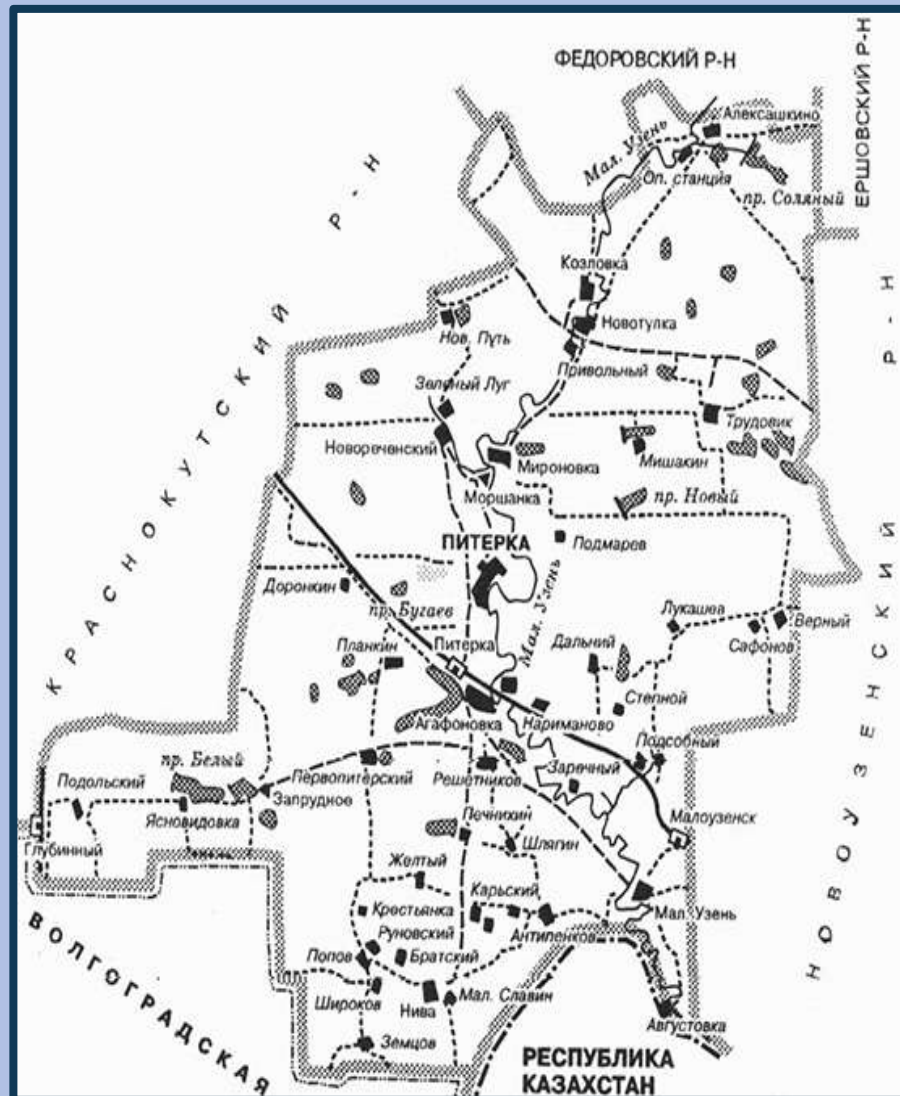 ФЕДОРОВСКИЙ Р-Н
ЕРШОВСКИЙ Р-Н
Алексашкино
Мал. Узень
Оп. станция
пр. Соляный
КРАСНОКУТСКИЙ Р-Н
Козловка
Новотулка
Нов. Путь
Привольный
Зеленый Луг
Трудовик
Новореченский
Мироновка
Мишакин
Моршанка
пр. Новый
ПИТЕРКА
Подмарев
Доронкин
пр. Бугаев
Мал. Узень
Лукашев
Верный
Сафонов
Питерка
Планкин
Дальний
Степной
Агафоновка
Нариманово
НОВОУЗЕНСКИЙ Р-Н
пр. Белый
Подсобный
Подольский
Первопитерский
Решетников
Заречный
Запрудное
Ясновидовка
Печнихин
Малоузенск
Глубинный
Шлягин
Желтый
Карьский
Крестьянка
Мал. Узень
Антипенков
Руновский
Попов
Братский
Широков
Нива
Мал. Славин
Августовка
Земцов
ВОЛГОГРАДСКАЯ
РЕСПУБЛИКА
КАЗАХСТАН